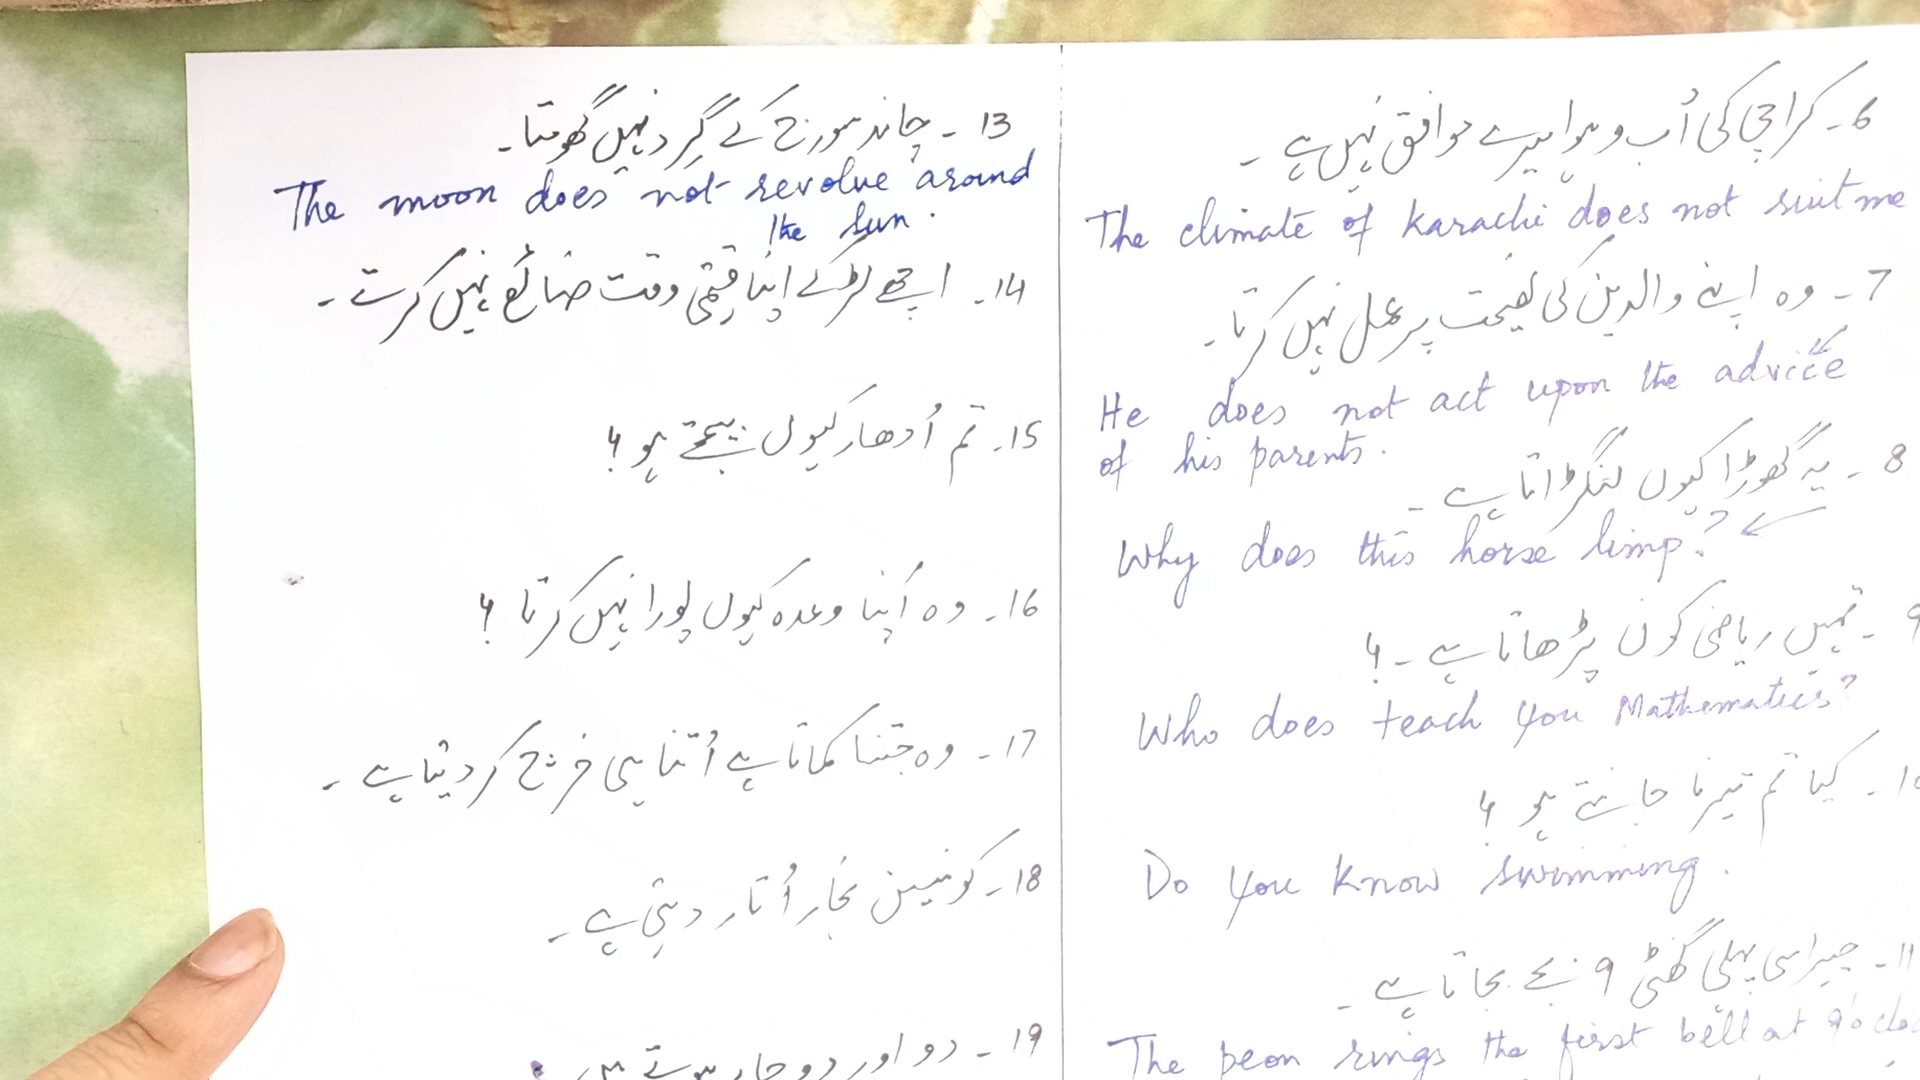 13 ۔ چاند سورج کے گِرد نہیں گھومتا۔
The moon does not revolve around
the sun.
14۔ اچھے لڑکے اپنا قیمتی وقت ضائع نہیں کرتے ۔
15۔ تم اُدھار کیوں بیچتے ہو ؟
16۔ وہ اپنا وعدہ کیوں پورا نہیں کرتا ؟
17۔ وہ جتنا کماتا ہے اُتنا ہی خرچ کر دیتا ہے ۔
18۔ کونین بخار اُتار دیتی ہے ۔
19 ۔ دو اور دو چار ہوتے ہیں
6۔ کراچی کی آب و ہوا میرے موافق نہیں ہے ۔
The climate of Karachi does not suit me
7 ۔ وہ اپنے والدین کی نصیحت پر عمل نہیں کرتا۔
He does not act upon the advice
of his parents.
8 ۔ یہ گھوڑا کیوں لنگڑاتا ہے ۔
Why does this horse limp?
9 ۔ تمہیں ریاضی کون پڑھاتا ہے ۔؟
Who does teach you Mathematics?
10۔ کیا تم تیرنا جانتے ہو ؟
Do you know swimming.
11۔ چپراسی پہلی گھنٹی 9 بجے بجاتا ہے ۔
The peon rings the first bell at 9'o